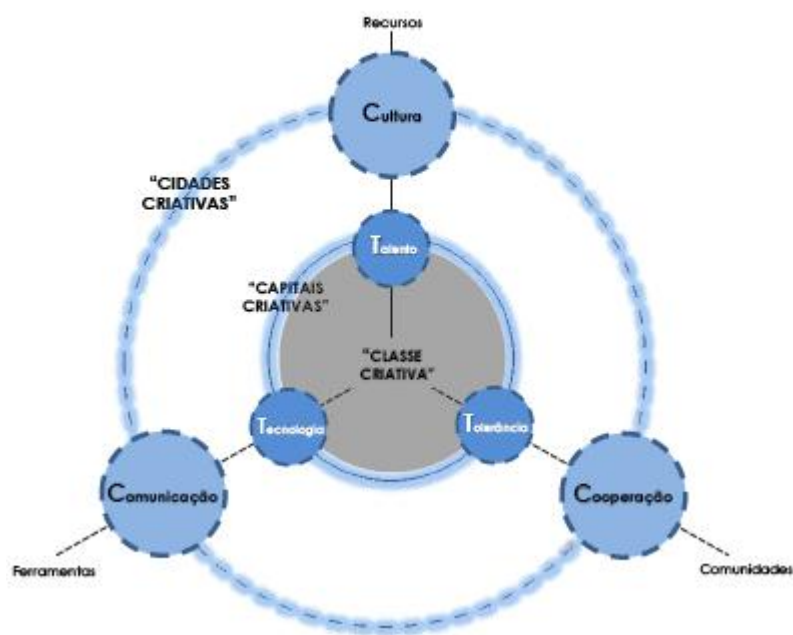 Recursos
Cultura
"CIDADES
CRIATIVAS"
Talento
"CAPITAIS
CRIATIVAS"
"CLASSE
CRIATIVA"
Tecnologia
Tolerância
Comunicação
Cooperação
Ferramentas
Comunidades